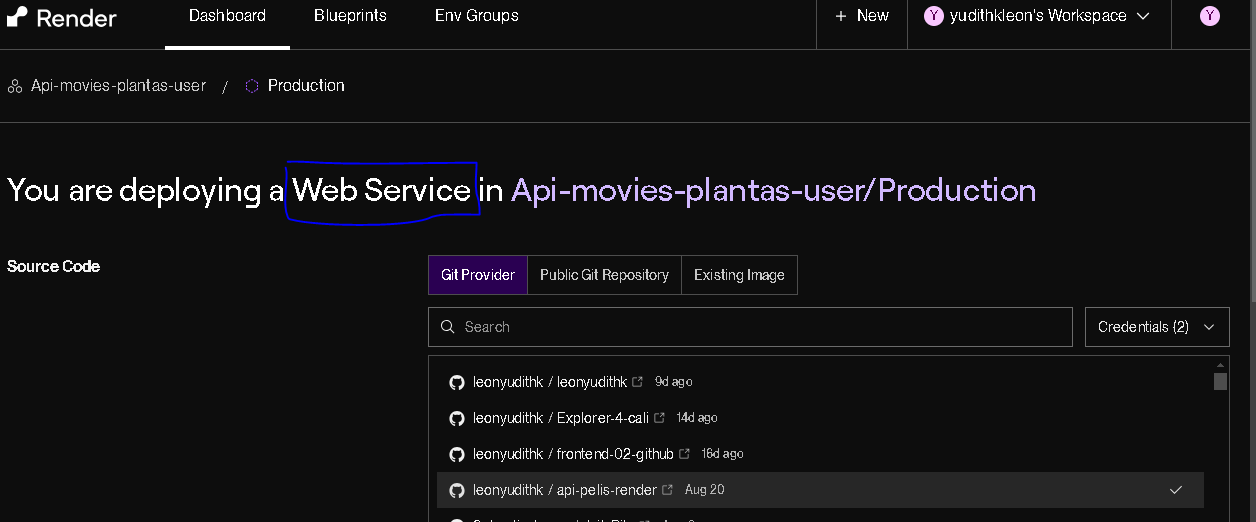 Render Dashboard Blueprints Env Groups + New Y yudithkleon's Workspace Y
Api-movies-plantas-user / Production
You are deploying a Web Service in Api-movies-plantas-user/Production
Source Code
Git Provider Public Git Repository Existing Image
Search Credentials (2)
leonyudithk / leonyudithk 9d ago
leonyudithk / Explorer-4-cali 14d ago
leonyudithk / frontend-02-github 18d ago
leonyudithk / api-pelis-render Aug 20